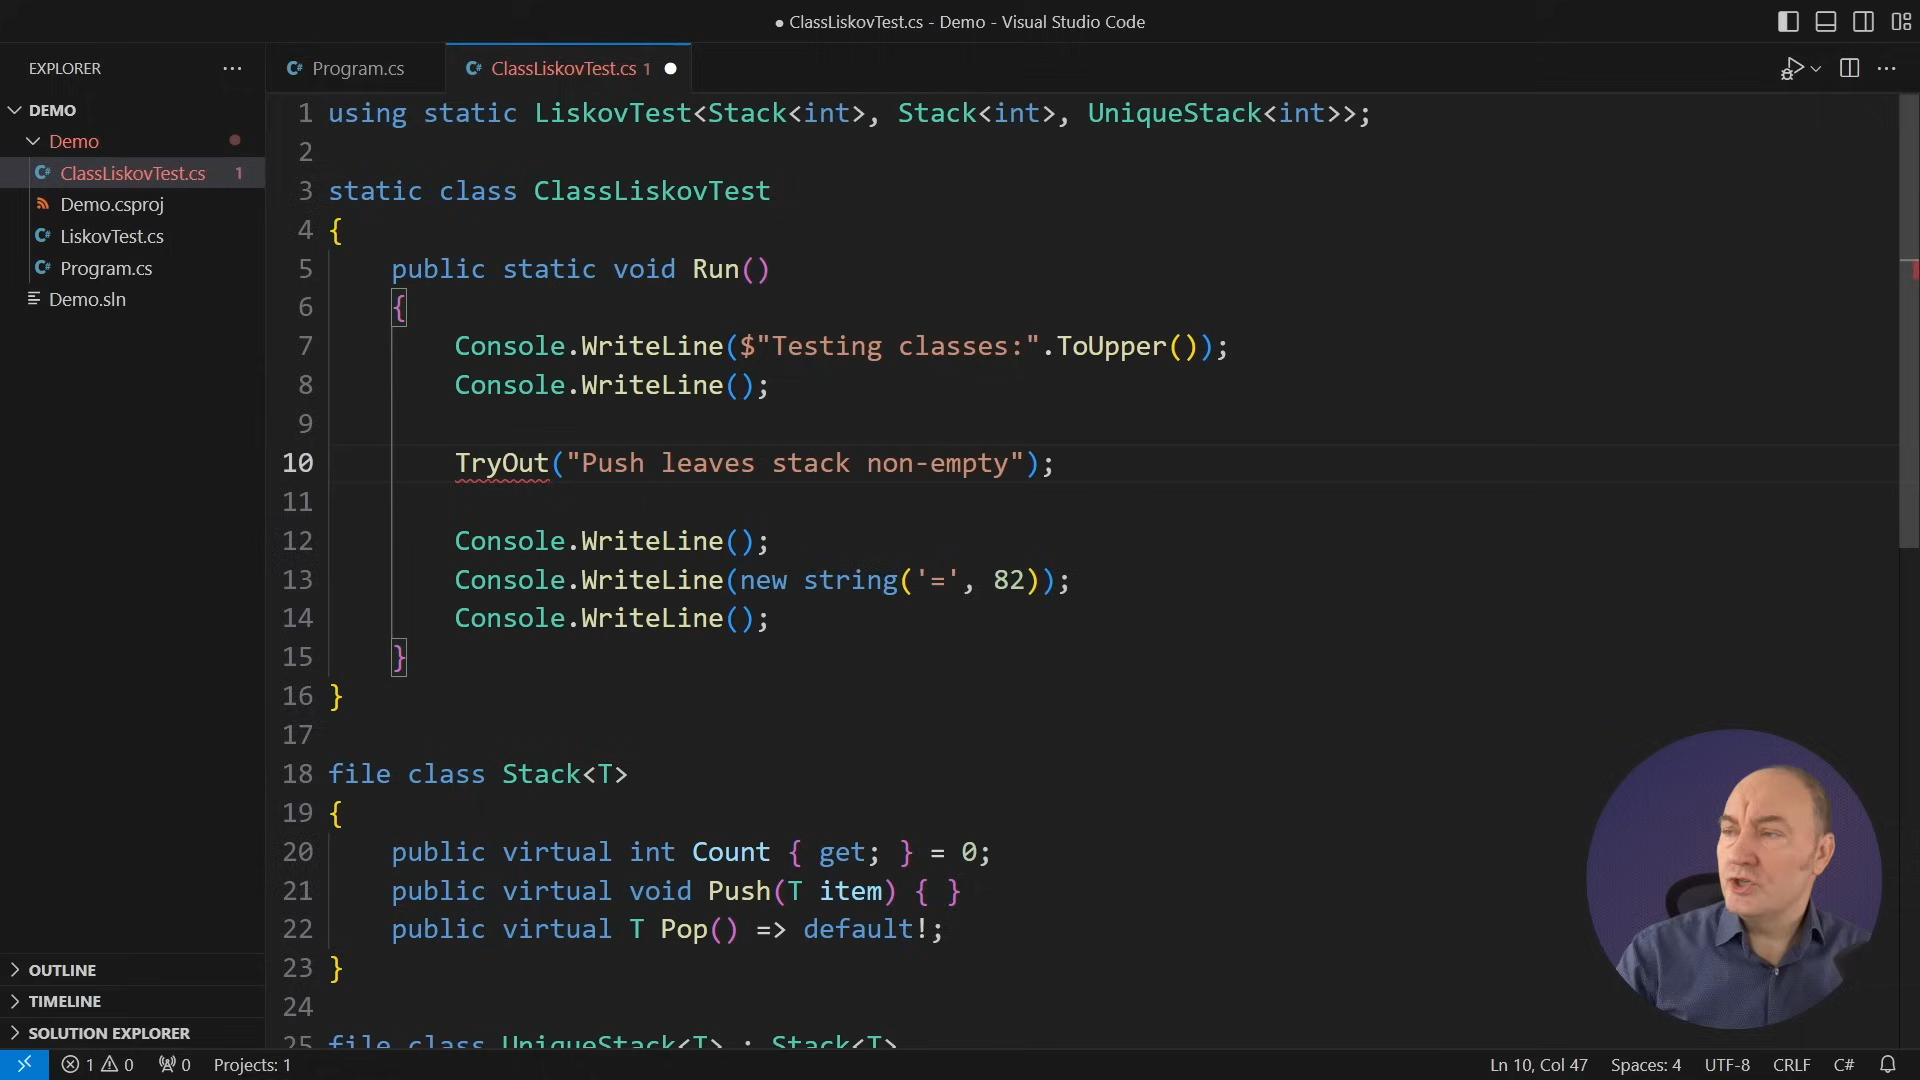 ● ClassLiskovTest.cs - Demo - Visual Studio Code
EXPLORER
Program.cs
ClassLiskovTest.cs 1
DEMO
Demo
ClassLiskovTest.cs 1
Demo.csproj
LiskovTest.cs
Program.cs
Demo.sln
1 using static LiskovTest<Stack<int>, Stack<int>, UniqueStack<int>>;
2
3 static class ClassLiskovTest
4 {
5     public static void Run()
6     {
7         Console.WriteLine($"Testing classes:".ToUpper());
8         Console.WriteLine();
9
10         TryOut("Push leaves stack non-empty");
11
12         Console.WriteLine();
13         Console.WriteLine(new string('=', 82));
14         Console.WriteLine();
15     }
16 }
17
18 file class Stack<T>
19 {
20     public virtual int Count { get; } = 0;
21     public virtual void Push(T item) { }
22     public virtual T Pop() => default!;
23 }
24
25 file class UniqueStack<T> : Stack<T>
OUTLINE
TIMELINE
SOLUTION EXPLORER
1 0 0 Projects: 1
Ln 10, Col 47 Spaces: 4 UTF-8 CRLF C#